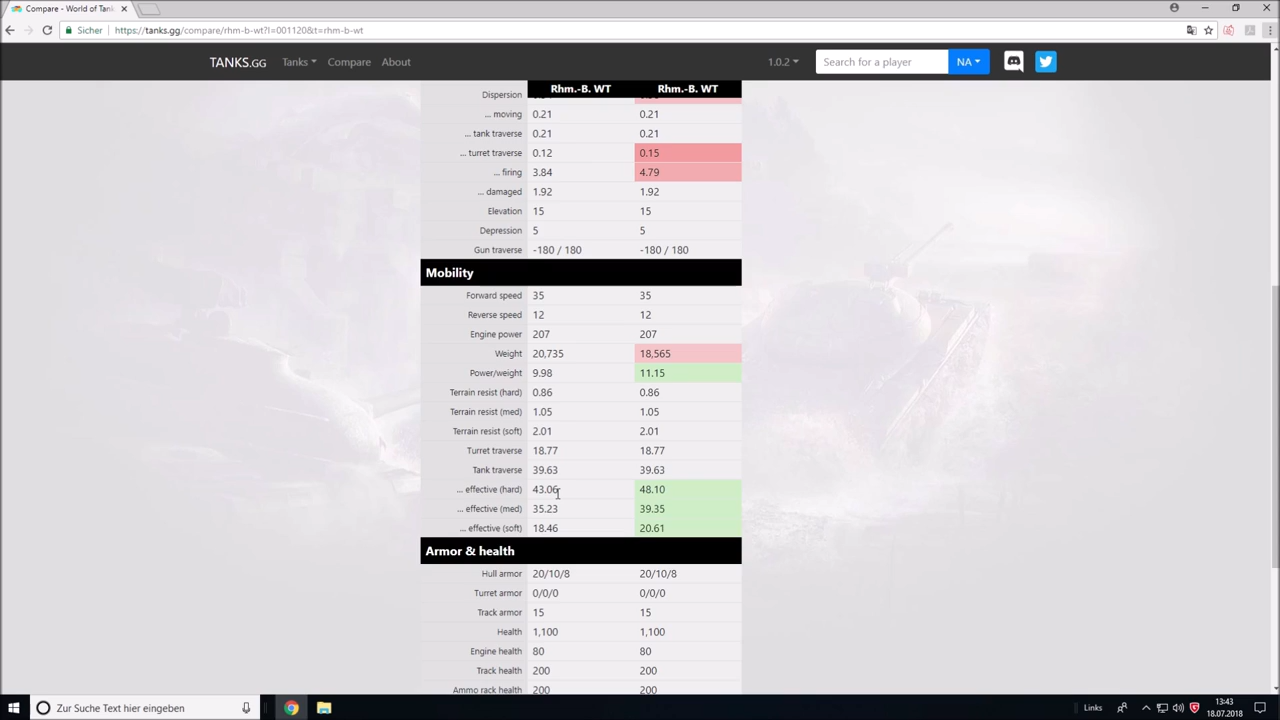 Compare - World of Tank
Sicher https://tanks.gg/compare/rhm-b-wt?l=001120&t=rhm-b-wt
TANKS.GG Tanks Compare About 1.0.2 Search for a player NA
Rhm.-B. WT Rhm.-B. WT
Dispersion
... moving 0.21 0.21
... tank traverse 0.21 0.21
... turret traverse 0.12 0.15
... firing 3.84 4.79
... damaged 1.92 1.92
Elevation 15 15
Depression 5 5
Gun traverse -180 / 180 -180 / 180
Mobility
Forward speed 35 35
Reverse speed 12 12
Engine power 207 207
Weight 20,735 18,565
Power/weight 9.98 11.15
Terrain resist (hard) 0.86 0.86
Terrain resist (med) 1.05 1.05
Terrain resist (soft) 2.01 2.01
Turret traverse 18.77 18.77
Tank traverse 39.63 39.63
... effective (hard) 43.06 48.10
... effective (med) 35.23 39.35
... effective (soft) 18.46 20.61
Armor & health
Hull armor 20/10/8 20/10/8
Turret armor 0/0/0 0/0/0
Track armor 15 15
Health 1,100 1,100
Engine health 80 80
Track health 200 200
Ammo rack health 200 200
Zur Suche Text hier eingeben Links 13:43
18.07.2018